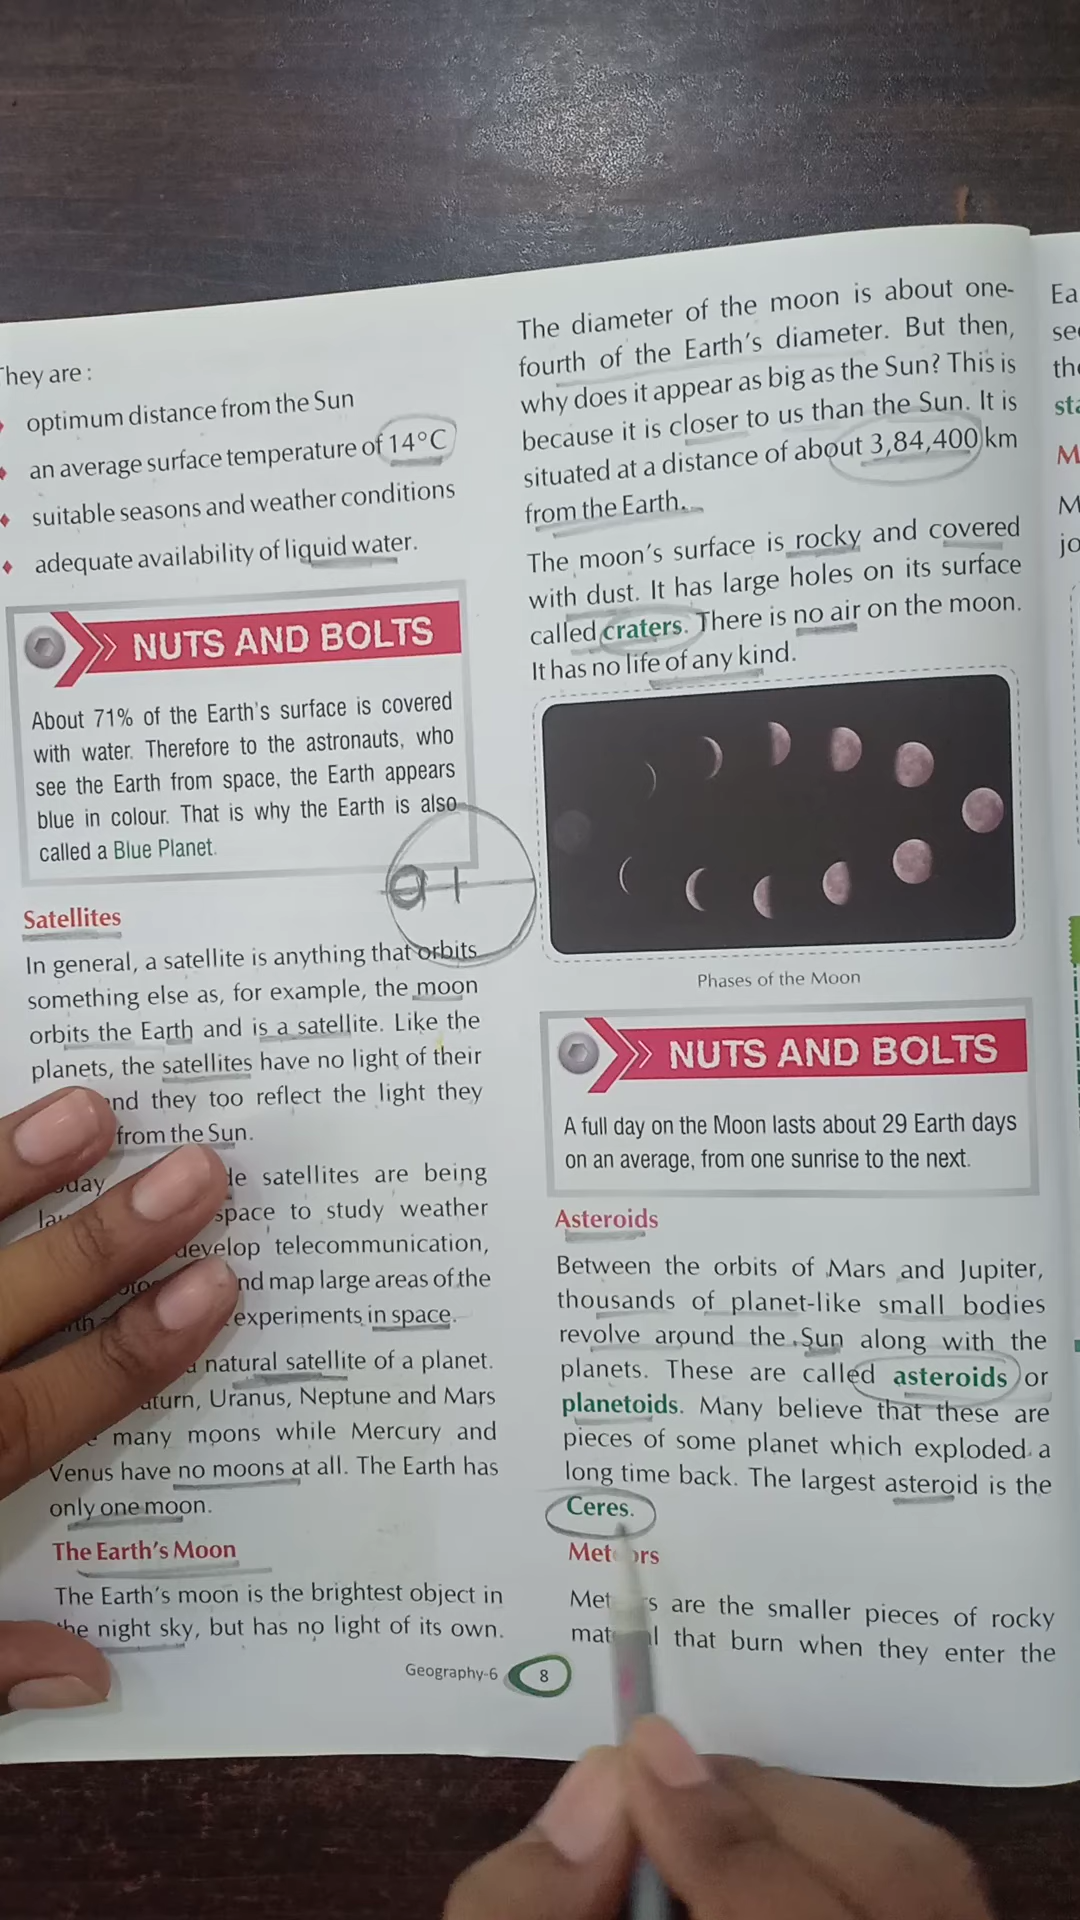 They are :
optimum distance from the Sun
an average surface temperature of 14°C
suitable seasons and weather conditions
adequate availability of liquid water.
NUTS AND BOLTS
About 71% of the Earth's surface is covered
with water. Therefore to the astronauts, who
see the Earth from space, the Earth appears
blue in colour. That is why the Earth is also
called a Blue Planet.
Satellites
In general, a satellite is anything that orbits
something else as, for example, the moon
orbits the Earth and is a satellite. Like the
planets, the satellites have no light of their
and they too reflect the light they
from the Sun.
satellites are being
space to study weather
develop telecommunication,
and map large areas of the
experiments in space.
natural satellite of a planet.
Uranus, Neptune and Mars
many moons while Mercury and
Venus have no moons at all. The Earth has
only one moon.
The Earth's Moon
The Earth's moon is the brightest object in
the night sky, but has no light of its own.
Geography-6 8
The diameter of the moon is about one-
fourth of the Earth's diameter. But then,
why does it appear as big as the Sun? This is
because it is closer to us than the Sun. It is
situated at a distance of about 3,84,400 km
from the Earth.
The moon's surface is rocky and covered
with dust. It has large holes on its surface
called craters. There is no air on the moon.
It has no life of any kind.
Phases of the Moon
NUTS AND BOLTS
A full day on the Moon lasts about 29 Earth days
on an average, from one sunrise to the next.
Asteroids
Between the orbits of Mars and Jupiter,
thousands of planet-like small bodies
revolve around the Sun along with the
planets. These are called asteroids or
planetoids. Many believe that these are
pieces of some planet which exploded a
long time back. The largest asteroid is the
Ceres.
Meteors
Meteors are the smaller pieces of rocky
material that burn when they enter the